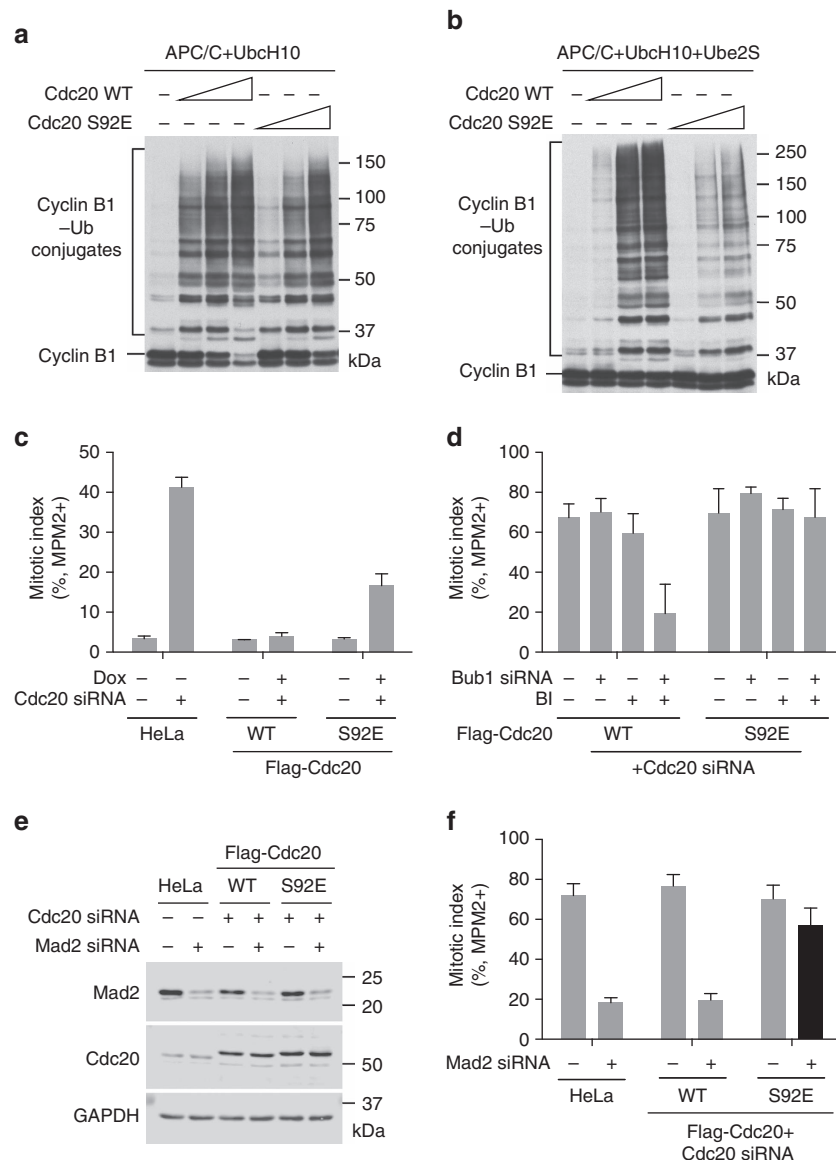 a
APC/C+UbcH10
Cdc20 WT –
– – –
Cdc20 S92E – – – –
150
100
75
50
37
kDa
Cyclin B1
–Ub
conjugates
Cyclin B1
b
APC/C+UbcH10+Ube2S
Cdc20 WT –
– – –
Cdc20 S92E – – – –
250
150
100
75
50
37
kDa
Cyclin B1
–Ub
conjugates
Cyclin B1
c
Mitotic index
(%, MPM2+)
50
40
30
20
10
0
Dox – + – +
Cdc20 siRNA – + – + – +
HeLa WT S92E
Flag-Cdc20
d
Mitotic index
(%, MPM2+)
100
80
60
40
20
0
Bub1 siRNA – + – + – + – +
BI – – + + – – + +
Flag-Cdc20 WT S92E
+Cdc20 siRNA
e
Flag-Cdc20
HeLa WT S92E
Cdc20 siRNA – – + + + +
Mad2 siRNA – + – + – +
Mad2
25
20
Cdc20
50
GAPDH
37
kDa
f
Mitotic index
(%, MPM2+)
100
80
60
40
20
0
Mad2 siRNA – + – + – +
HeLa WT S92E
Flag-Cdc20+
Cdc20 siRNA